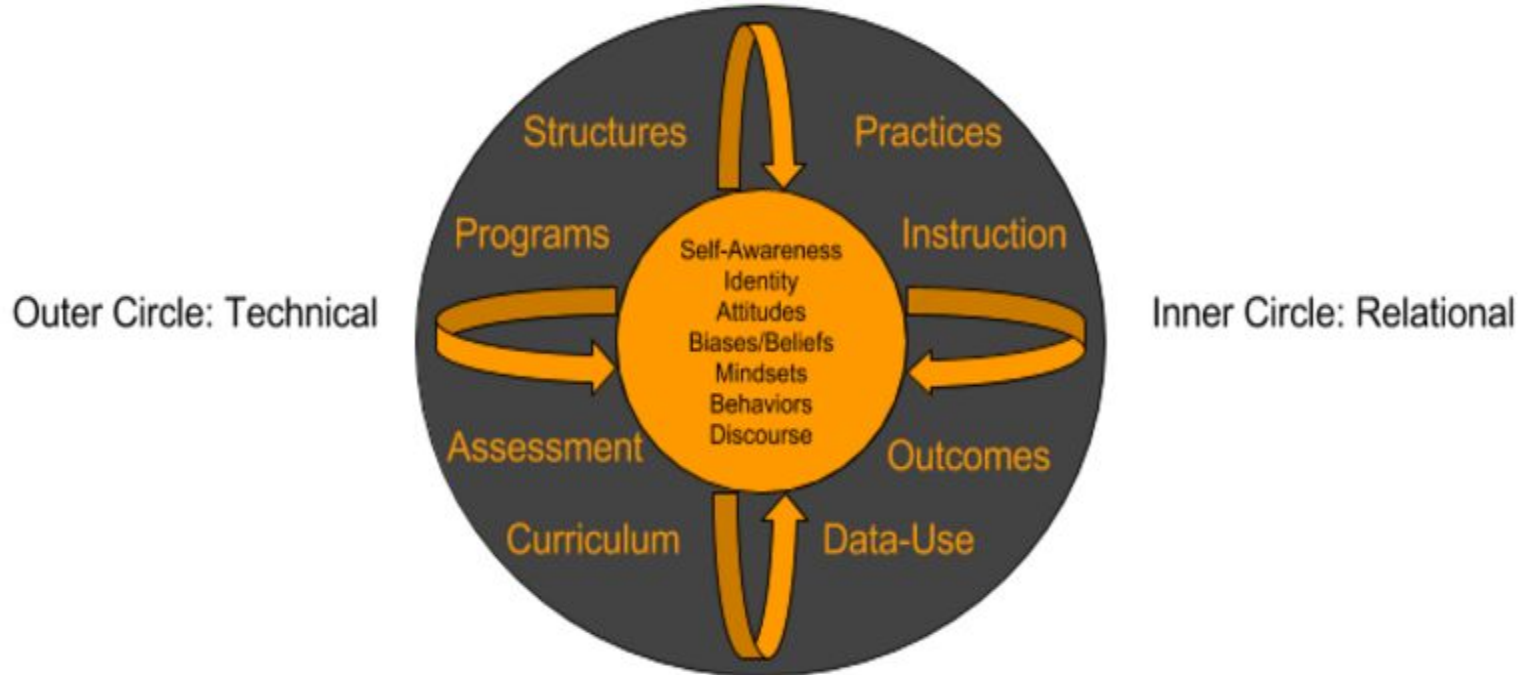 Structures
Practices
Programs
Instruction
Self-Awareness
Identity
Attitudes
Biases/Beliefs
Mindsets
Behaviors
Discourse
Outer Circle: Technical
Inner Circle: Relational
Assessment
Outcomes
Curriculum
Data-Use